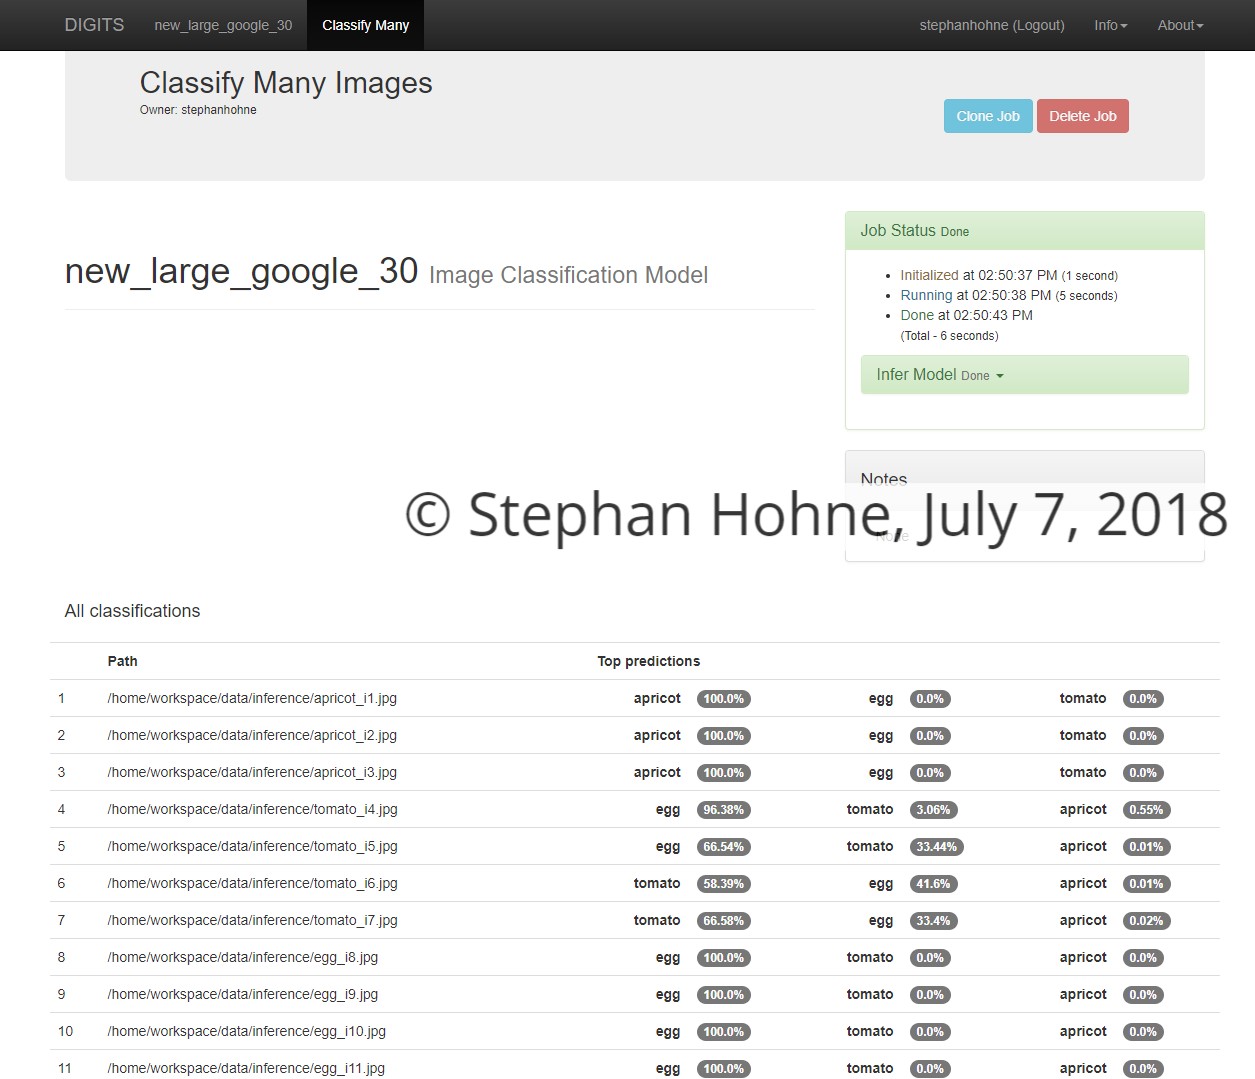 DIGITS new_large_google_30 Classify Many stephanhohne (Logout) Info About
Classify Many Images
Owner: stephanhohne
Clone Job Delete Job
new_large_google_30 Image Classification Model
Job Status Done
Initialized at 02:50:37 PM (1 second)
Running at 02:50:38 PM (5 seconds)
Done at 02:50:43 PM
(Total - 6 seconds)
Infer Model Done
Notes
None
© Stephan Hohne, July 7, 2018
All classifications
Path Top predictions
1 /home/workspace/data/inference/apricot_i1.jpg apricot 100.0% egg 0.0% tomato 0.0%
2 /home/workspace/data/inference/apricot_i2.jpg apricot 100.0% egg 0.0% tomato 0.0%
3 /home/workspace/data/inference/apricot_i3.jpg apricot 100.0% egg 0.0% tomato 0.0%
4 /home/workspace/data/inference/tomato_i4.jpg egg 96.38% tomato 3.06% apricot 0.55%
5 /home/workspace/data/inference/tomato_i5.jpg egg 66.54% tomato 33.44% apricot 0.01%
6 /home/workspace/data/inference/tomato_i6.jpg tomato 58.39% egg 41.6% apricot 0.01%
7 /home/workspace/data/inference/tomato_i7.jpg tomato 66.58% egg 33.4% apricot 0.02%
8 /home/workspace/data/inference/egg_i8.jpg egg 100.0% tomato 0.0% apricot 0.0%
9 /home/workspace/data/inference/egg_i9.jpg egg 100.0% tomato 0.0% apricot 0.0%
10 /home/workspace/data/inference/egg_i10.jpg egg 100.0% tomato 0.0% apricot 0.0%
11 /home/workspace/data/inference/egg_i11.jpg egg 100.0% tomato 0.0% apricot 0.0%